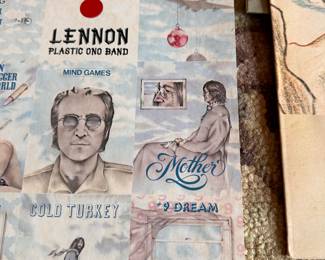 LENNON
PLASTIC ONO BAND
MIND GAMES
Mother
COLD TURKEY
#9 DREAM